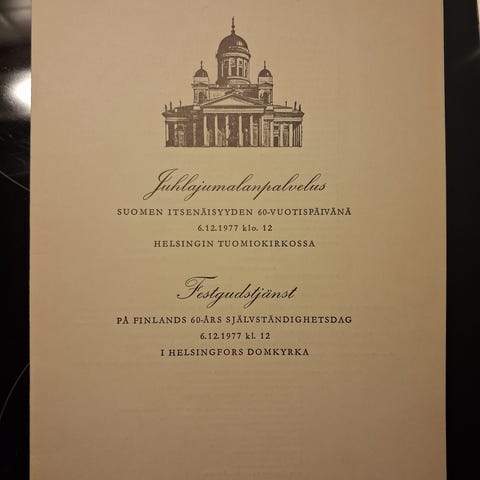 Juhlajumalanpalvelus
SUOMEN ITSENÄISYYDEN 60-VUOTISPÄIVÄNÄ
6.12.1977 klo. 12
HELSINGIN TUOMIOKIRKOSSA
Festgudstjänst
PÅ FINLANDS 60-ÅRS SJÄLVSTÄNDIGHETSDAG
6.12.1977 kl. 12
I HELSINGFORS DOMKYRKA